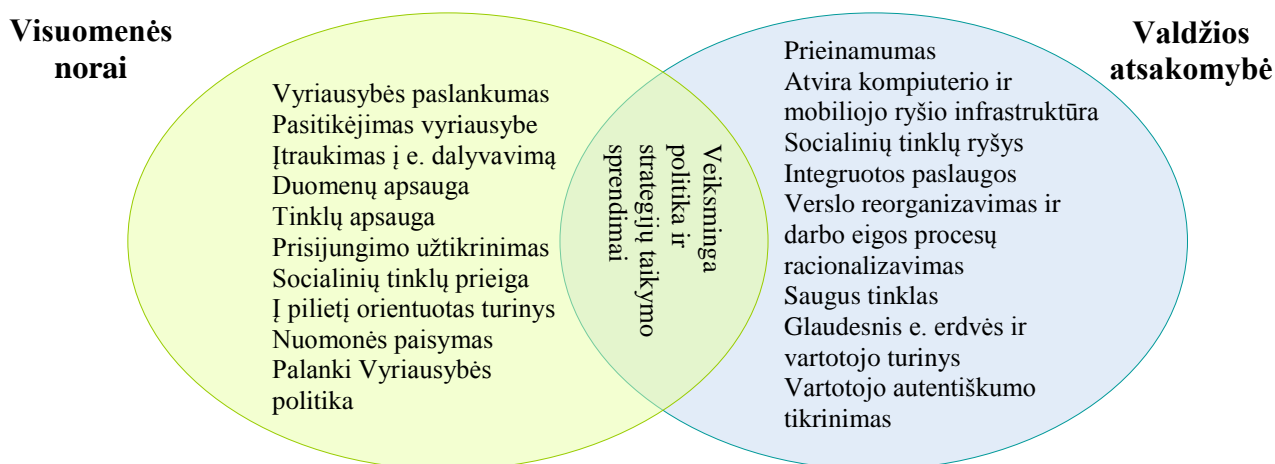 Visuomenės
norai
Vyriausybės paslankumas
Pasitikėjimas vyriausybe
Įtraukimas į e. dalyvavimą
Duomenų apsauga
Tinklų apsauga
Prisijungimo užtikrinimas
Socialinių tinklų prieiga
Į pilietį orientuotas turinys
Nuomonės paisymas
Palanki Vyriausybės
politika
Veiksminga
politika ir
strategijų taikymo
sprendimai
Valdžios
atsakomybė
Prieinamumas
Atvira kompiuterio ir
mobiliojo ryšio infrastruktūra
Socialinių tinklų ryšys
Integruotos paslaugos
Verslo reorganizavimas ir
darbo eigos procesų
racionalizavimas
Saugus tinklas
Glaudesnis e. erdvės ir
vartotojo turinys
Vartotojo autentiškumo
tikrinimas